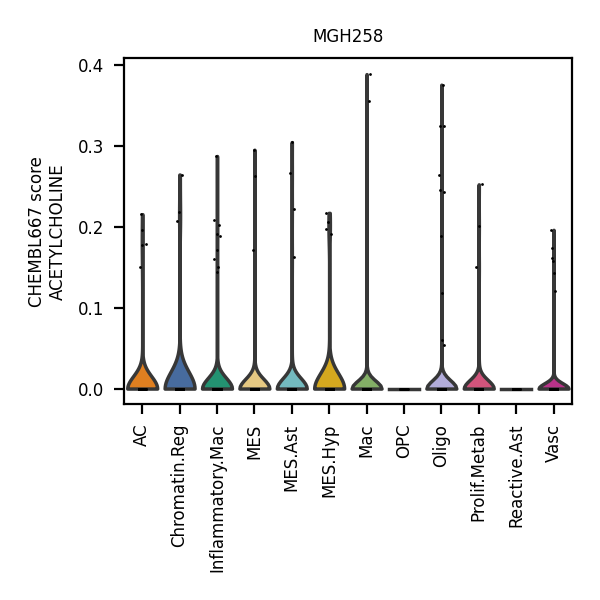 MGH258
CHEMBL667 score
ACETYLCHOLINE
0.4
0.3
0.2
0.1
0.0
AC
Chromatin.Reg
Inflammatory.Mac
MES
MES.Ast
MES.Hyp
Mac
OPC
Oligo
Prolif.Metab
Reactive.Ast
Vasc